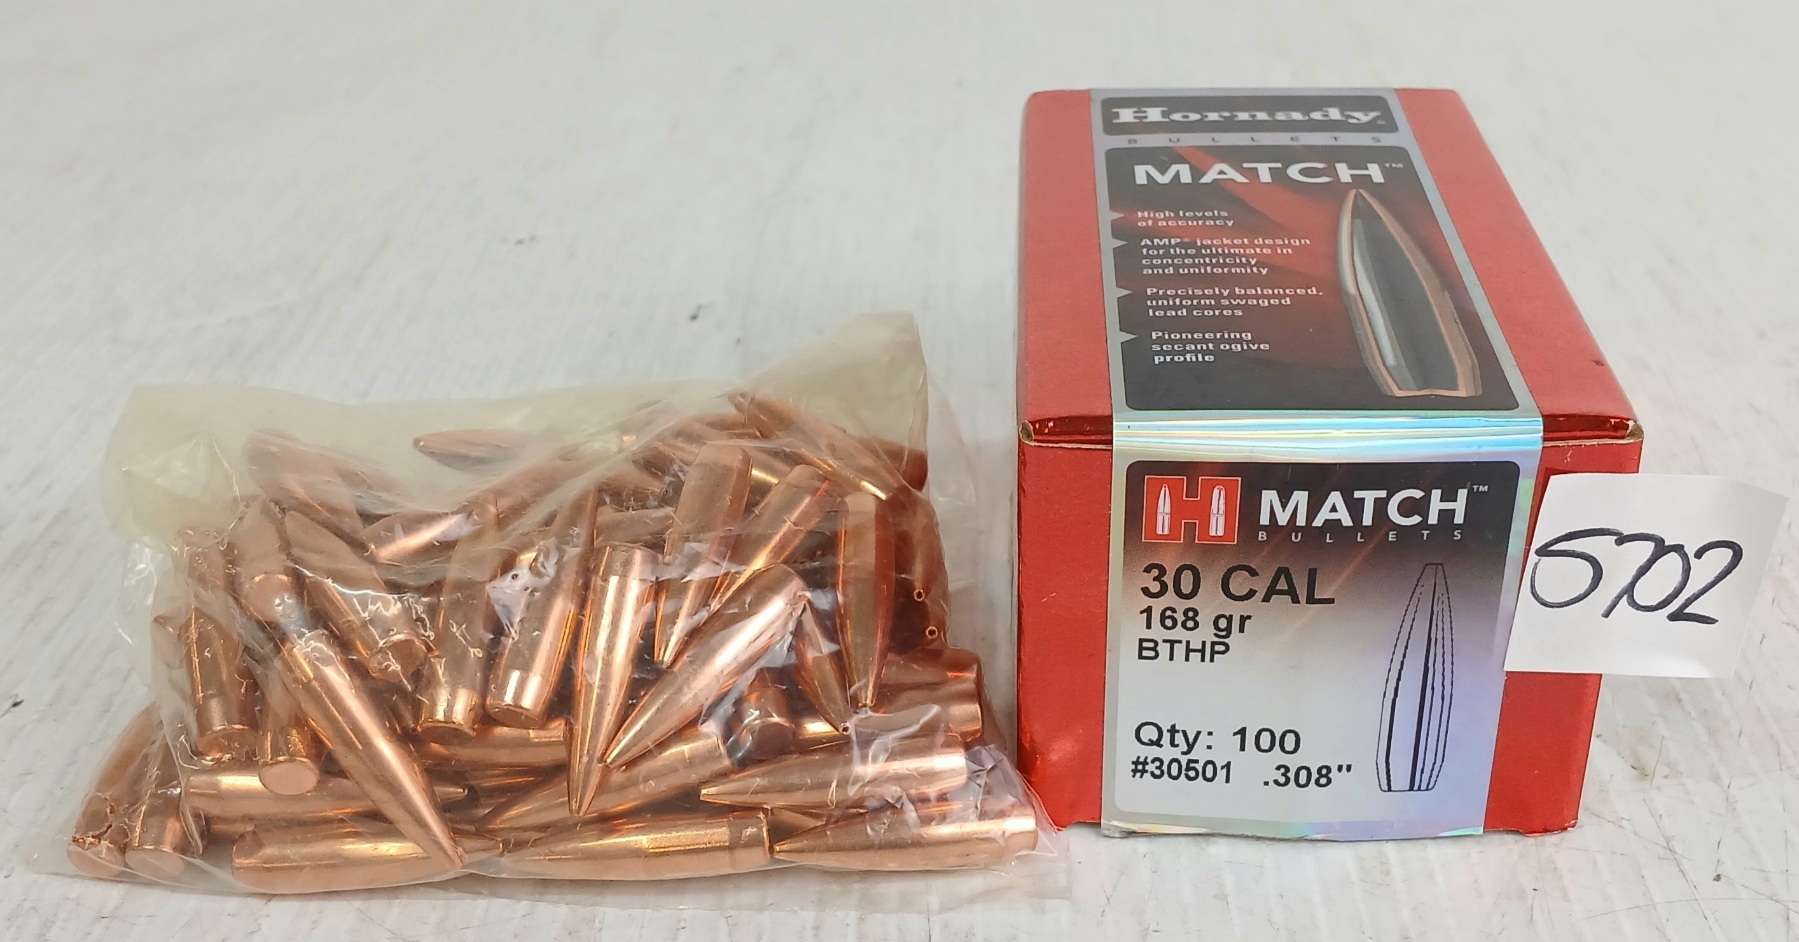 Hornady
BULLETS
MATCH™
High levels
of accuracy
AMP® jacket design
for the ultimate in
concentricity
and uniformity
Precisely balanced,
uniform swaged
lead cores
Pioneering
secant ogive
profile
H MATCH™
BULLETS
30 CAL
168 gr
BTHP
Qty: 100
#30501 .308"
5702